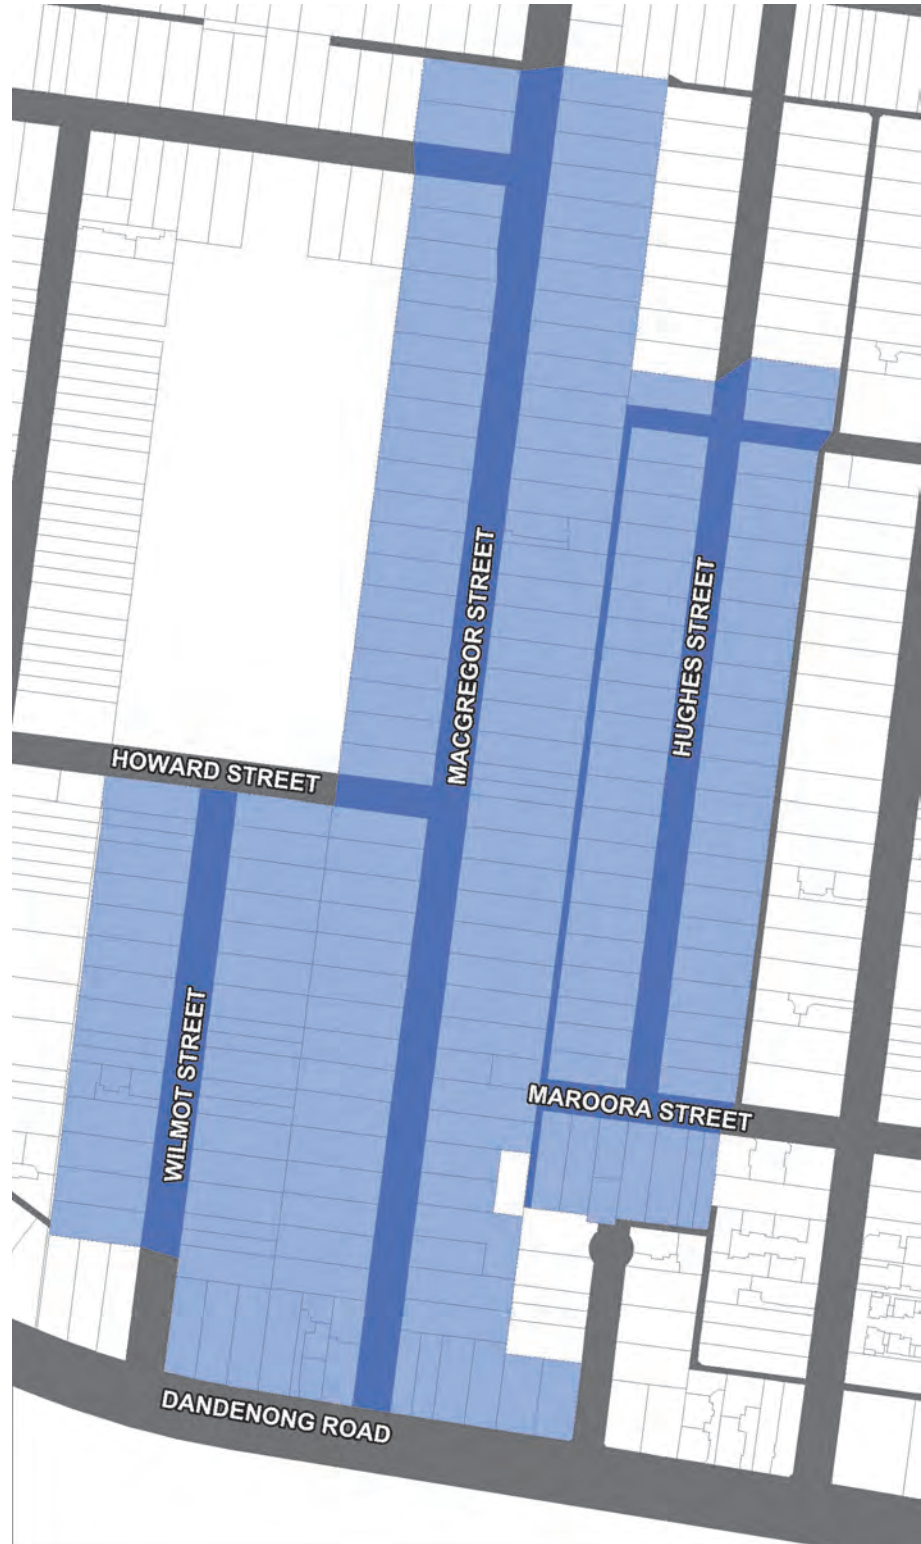 MACGREGOR STREET
HUGHES STREET
HOWARD STREET
WILMOT STREET
MAROORA STREET
DANDENONG ROAD